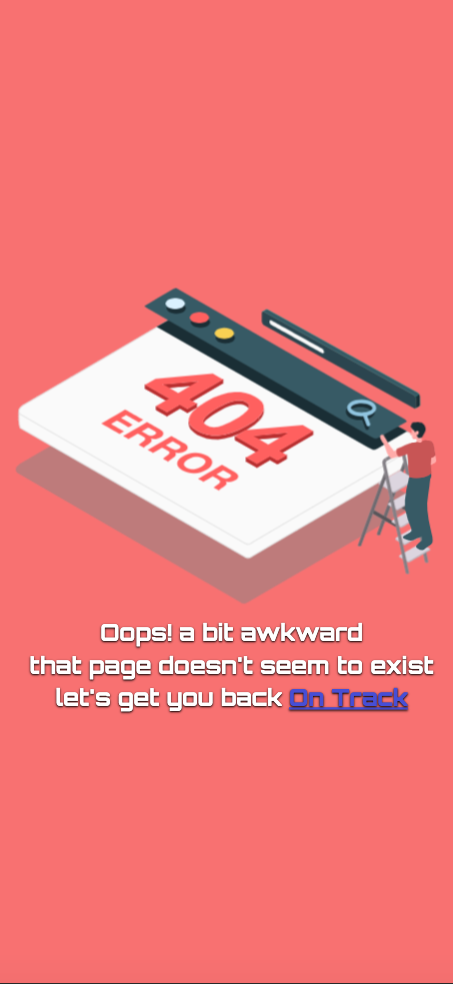 404
ERROR
Oops! a bit awkward
that page doesn't seem to exist
let's get you back On Track